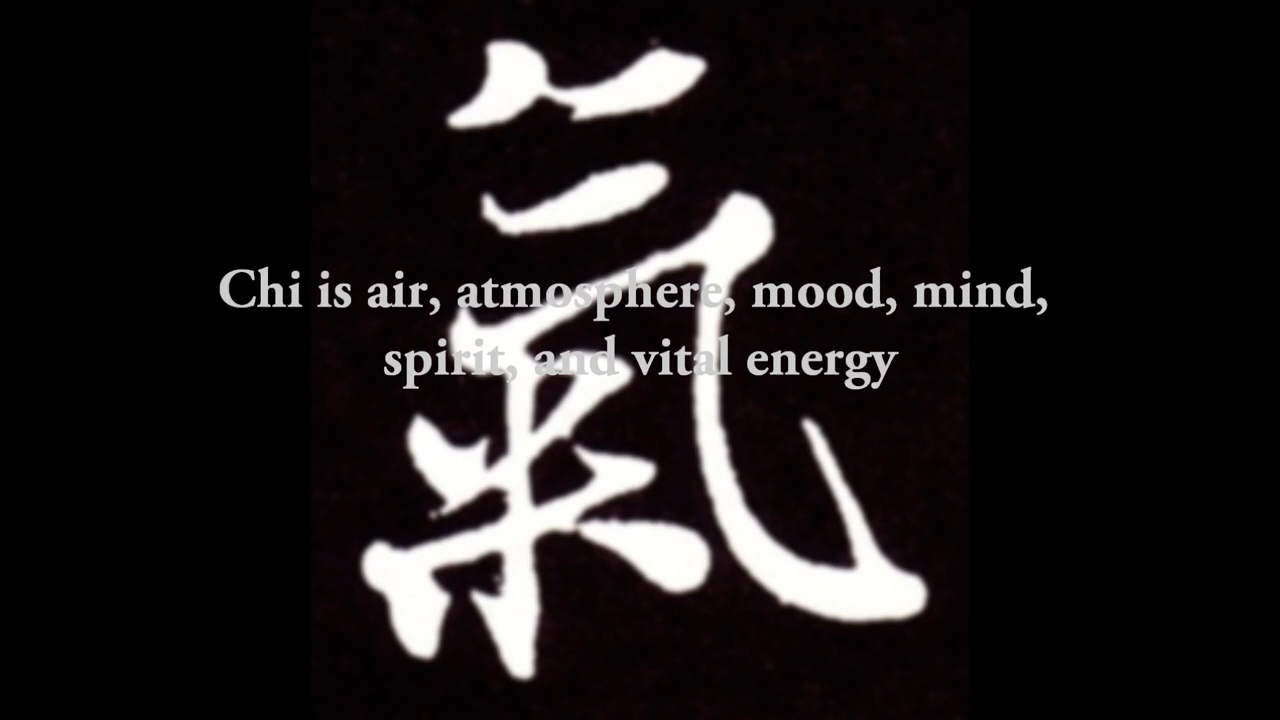 氣
Chi is air, atmosphere, mood, mind,
spirit, and vital energy